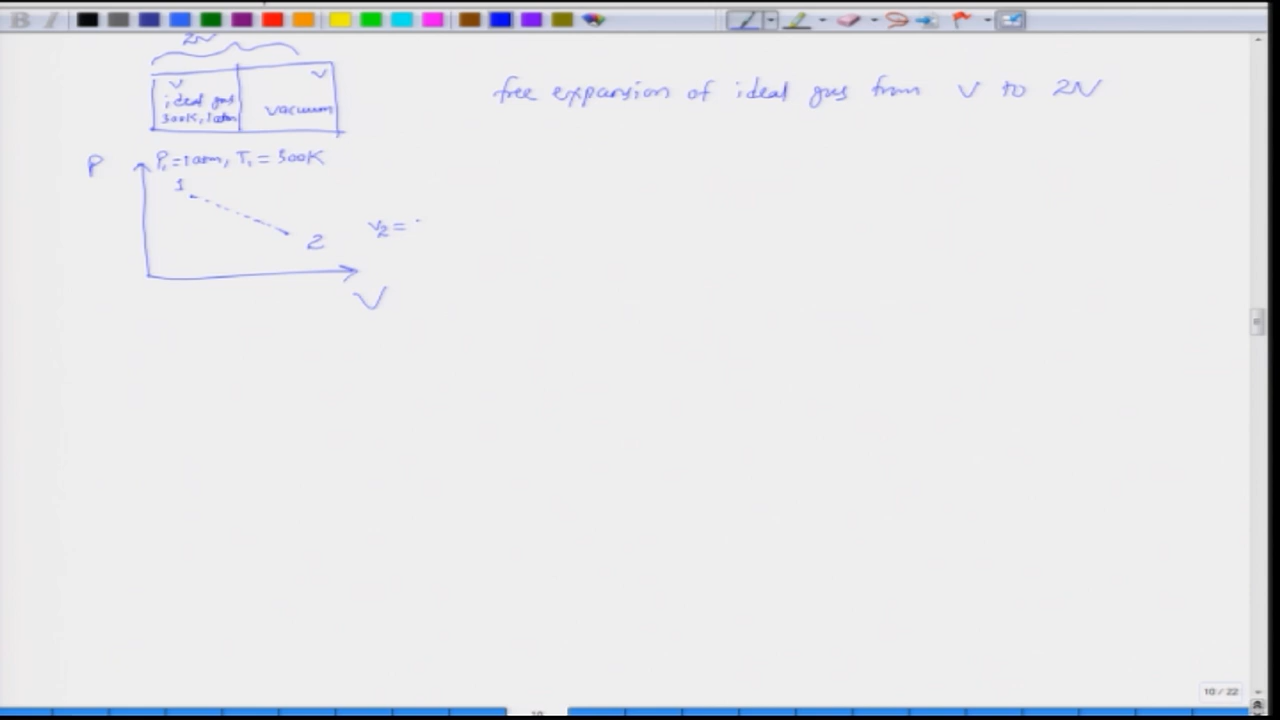 2V
V
V
ideal gas
vacuum
300K, 1atm
free expansion of ideal gas from V to 2V
P
P₁=1atm, T₁ = 300K
1
2
V₂ =
V
10 / 22